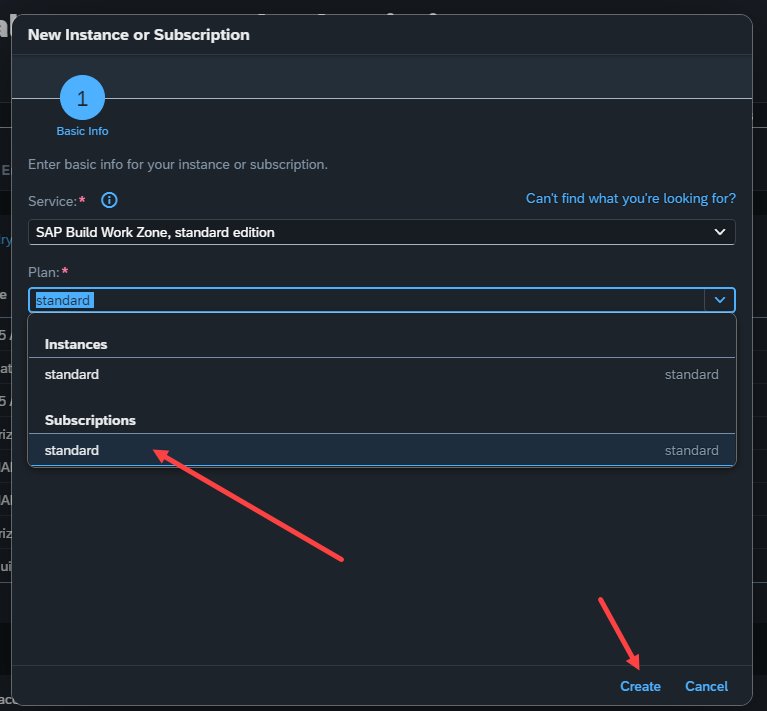 New Instance or Subscription
1
Basic Info
Enter basic info for your instance or subscription.
Service:*
Can't find what you're looking for?
SAP Build Work Zone, standard edition
Plan:*
standard
Instances
standard standard
Subscriptions
standard standard
Create Cancel